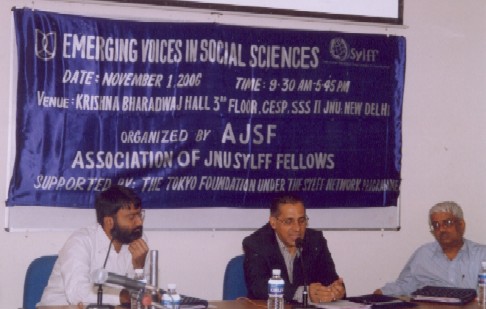 EMERGING VOICES IN SOCIAL SCIENCES
Sylff
DATE: NOVEMBER 1 2006 TIME: 9-30 AM-5-45 PM
VENUE: KRISHNA BHARADWAJ HALL 3RD FLOOR, CESP, SSS II JNU, NEW DELHI
ORGANIZED BY AJSF
ASSOCIATION OF JNU SYLFF FELLOWS
SUPPORTED BY: THE TOKYO FOUNDATION UNDER THE SYLFF NETWORK PROGRAMME